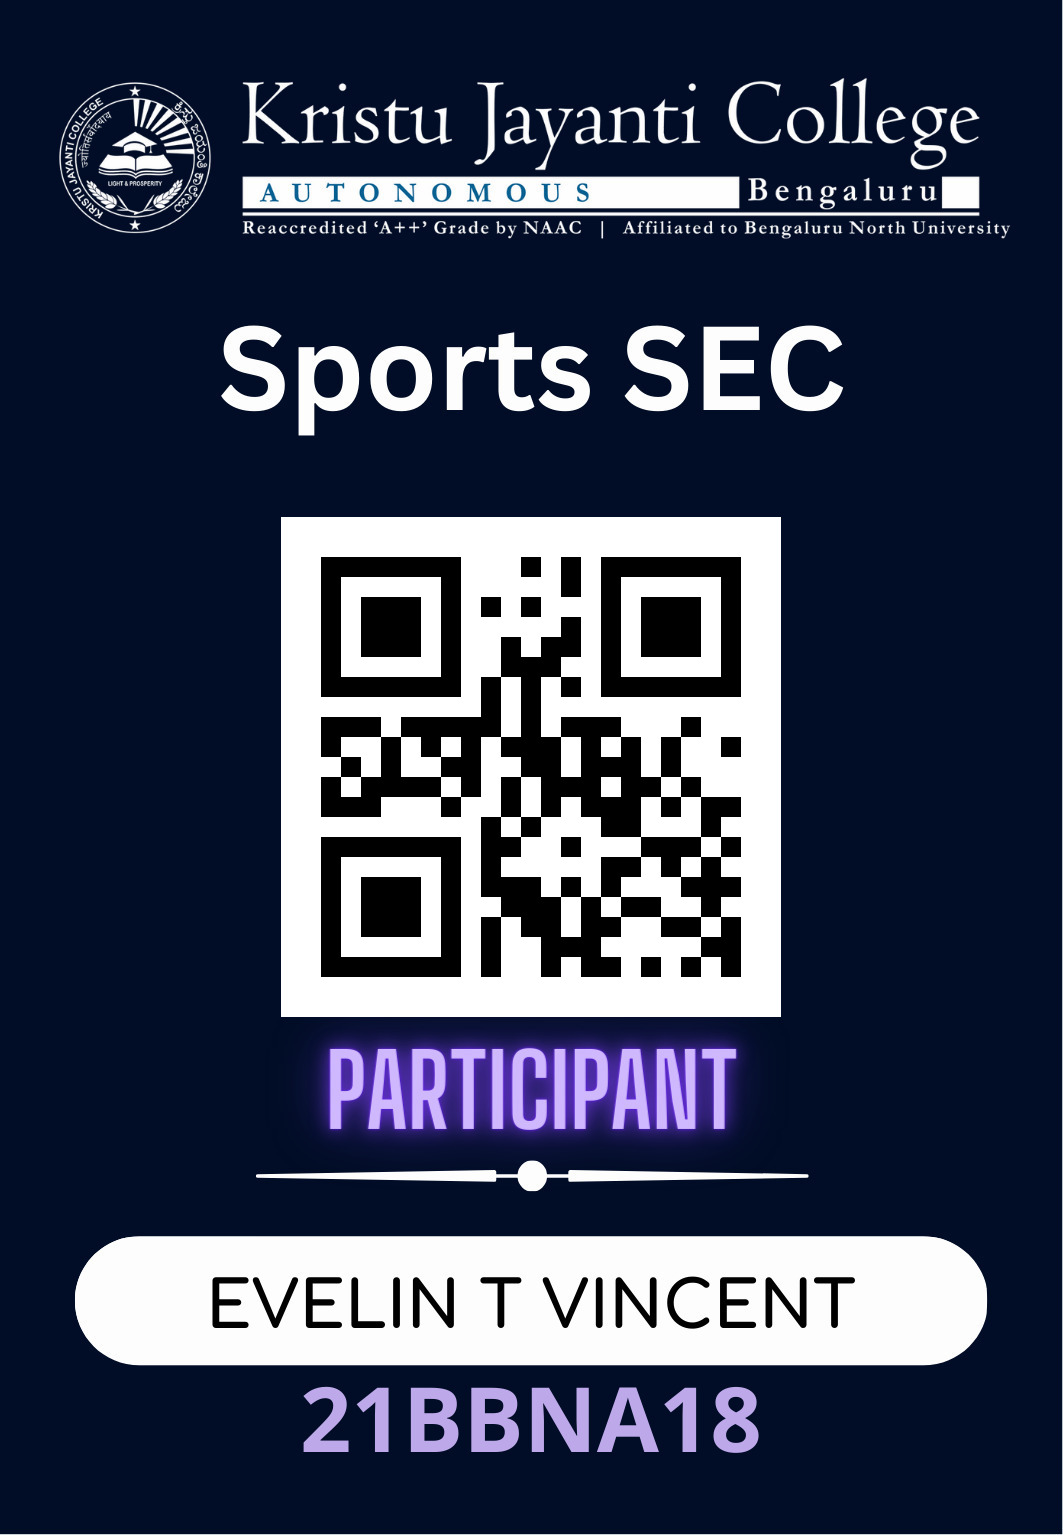 Kristu Jayanti College
AUTONOMOUS Bengaluru
Reaccredited 'A++' Grade by NAAC | Affiliated to Bengaluru North University
KRISTU JAYANTI COLLEGE
LIGHT & PROSPERITY
Sports SEC
PARTICIPANT
EVELIN T VINCENT
21BBNA18